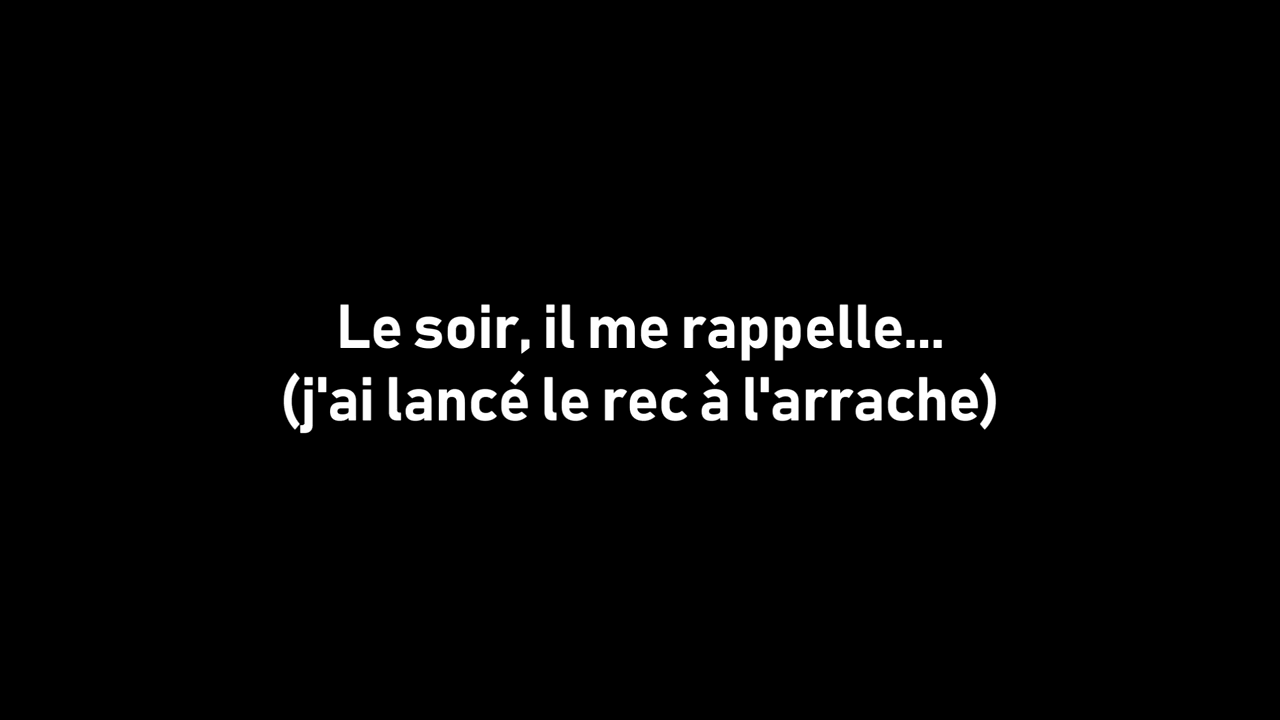 Le soir, il me rappelle...
(j'ai lancé le rec à l'arrache)